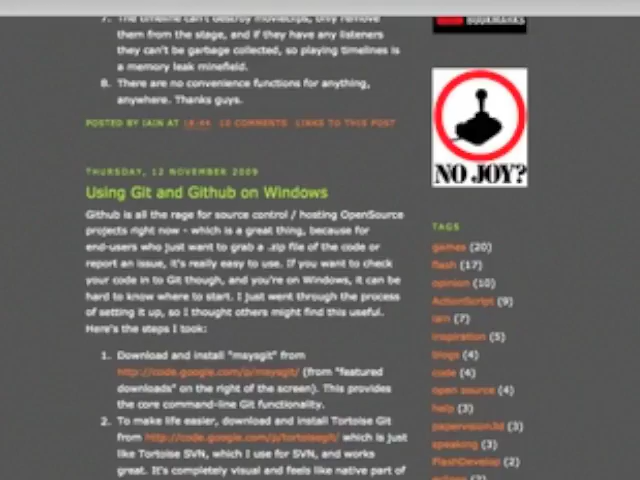 7. The timeline can't destroy movieclips, only remove
them from the stage, and if they have any listeners
they can't be garbage collected, so playing timelines is
a memory leak minefield.
8. There are no convenience functions for anything,
anywhere. Thanks guys.
POSTED BY IAIN AT 18:44 10 COMMENTS LINKS TO THIS POST
THURSDAY, 12 NOVEMBER 2009
Using Git and Github on Windows
Github is all the rage for source control / hosting OpenSource
projects right now - which is a great thing, because for
end-users who just want to grab a .zip file of the code or
report an issue, it's really easy to use. If you want to check
your code in to Git though, and you're on Windows, it can be
hard to know where to start. I just went through the process
of setting it up, so I thought others might find this useful.
Here's the steps I took:
1. Download and install "msysgit" from
http://code.google.com/p/msysgit/ (from "featured
downloads" on the right of the screen). This provides
the core command-line Git functionality.
2. To make life easier, download and install Tortoise Git
from http://code.google.com/p/tortoisegit/ which is just
like Tortoise SVN, which I use for SVN, and works
great. It's completely visual and feels like native part of
BOOKMARKS
NO JOY?
TAGS
games (20)
flash (17)
opinion (10)
ActionScript (9)
iain (7)
inspiration (5)
blogs (4)
code (4)
open source (4)
help (3)
papervision3d (3)
speaking (3)
FlashDevelop (2)